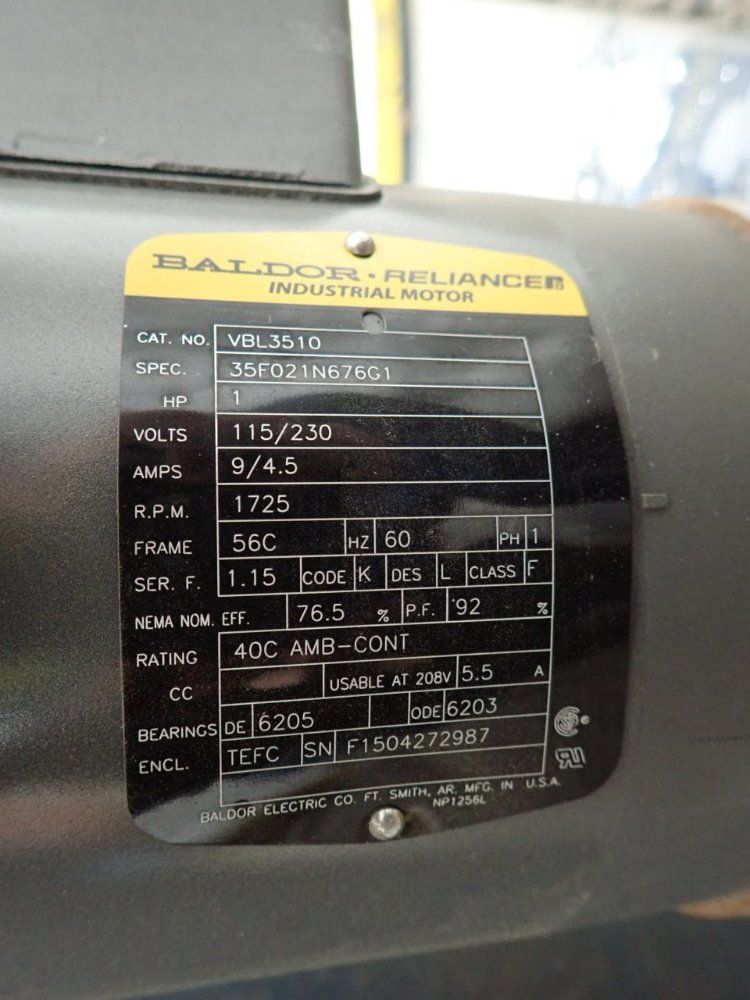 BALDOR • RELIANCE
INDUSTRIAL MOTOR
CAT. NO. VBL3510
SPEC. 35F021N676G1
HP 1
VOLTS 115/230
AMPS 9/4.5
R.P.M. 1725
FRAME 56C HZ 60 PH 1
SER. F. 1.15 CODE K DES L CLASS F
NEMA NOM. EFF. 76.5 % P.F. 92 %
RATING 40C AMB-CONT
CC USABLE AT 208V 5.5 A
BEARINGS DE 6205 ODE 6203
ENCL. TEFC SN F1504272987
BALDOR ELECTRIC CO. FT. SMITH, AR. MFG. IN U.S.A.
NP1256L